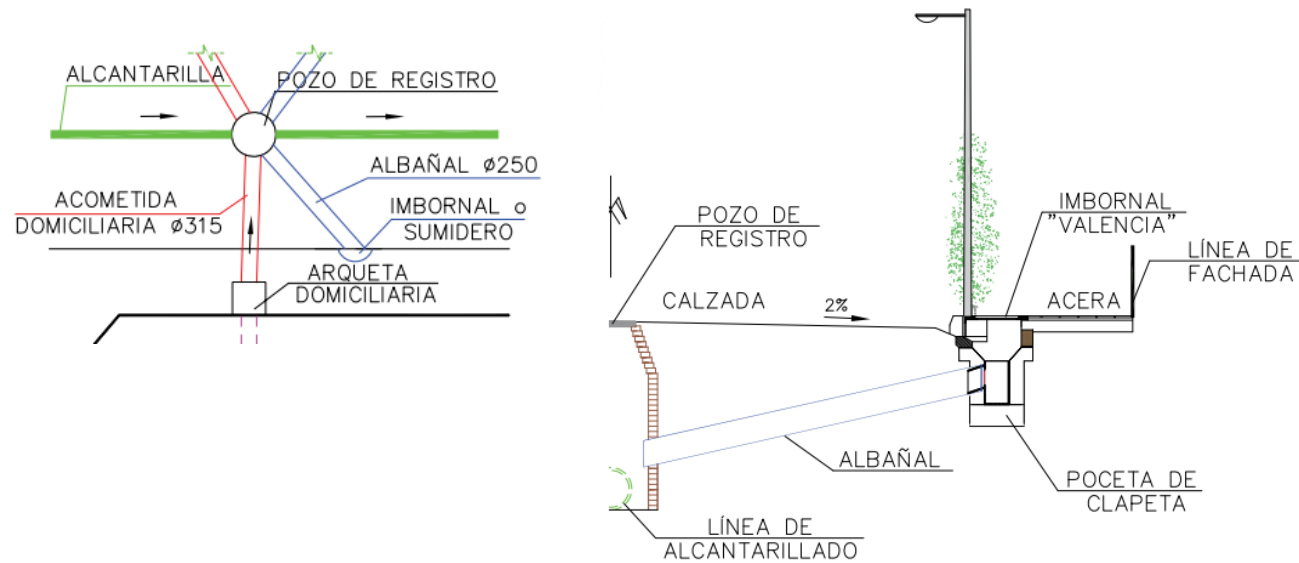 ALCANTARILLA
POZO DE REGISTRO
ALBAÑAL ø250
ACOMETIDA
DOMICILIARIA ø315
IMBORNAL o
SUMIDERO
ARQUETA
DOMICILIARIA
POZO DE
REGISTRO
IMBORNAL
"VALENCIA"
LÍNEA DE
FACHADA
CALZADA
2%
ACERA
ALBAÑAL
POCETA DE
CLAPETA
LÍNEA DE
ALCANTARILLADO